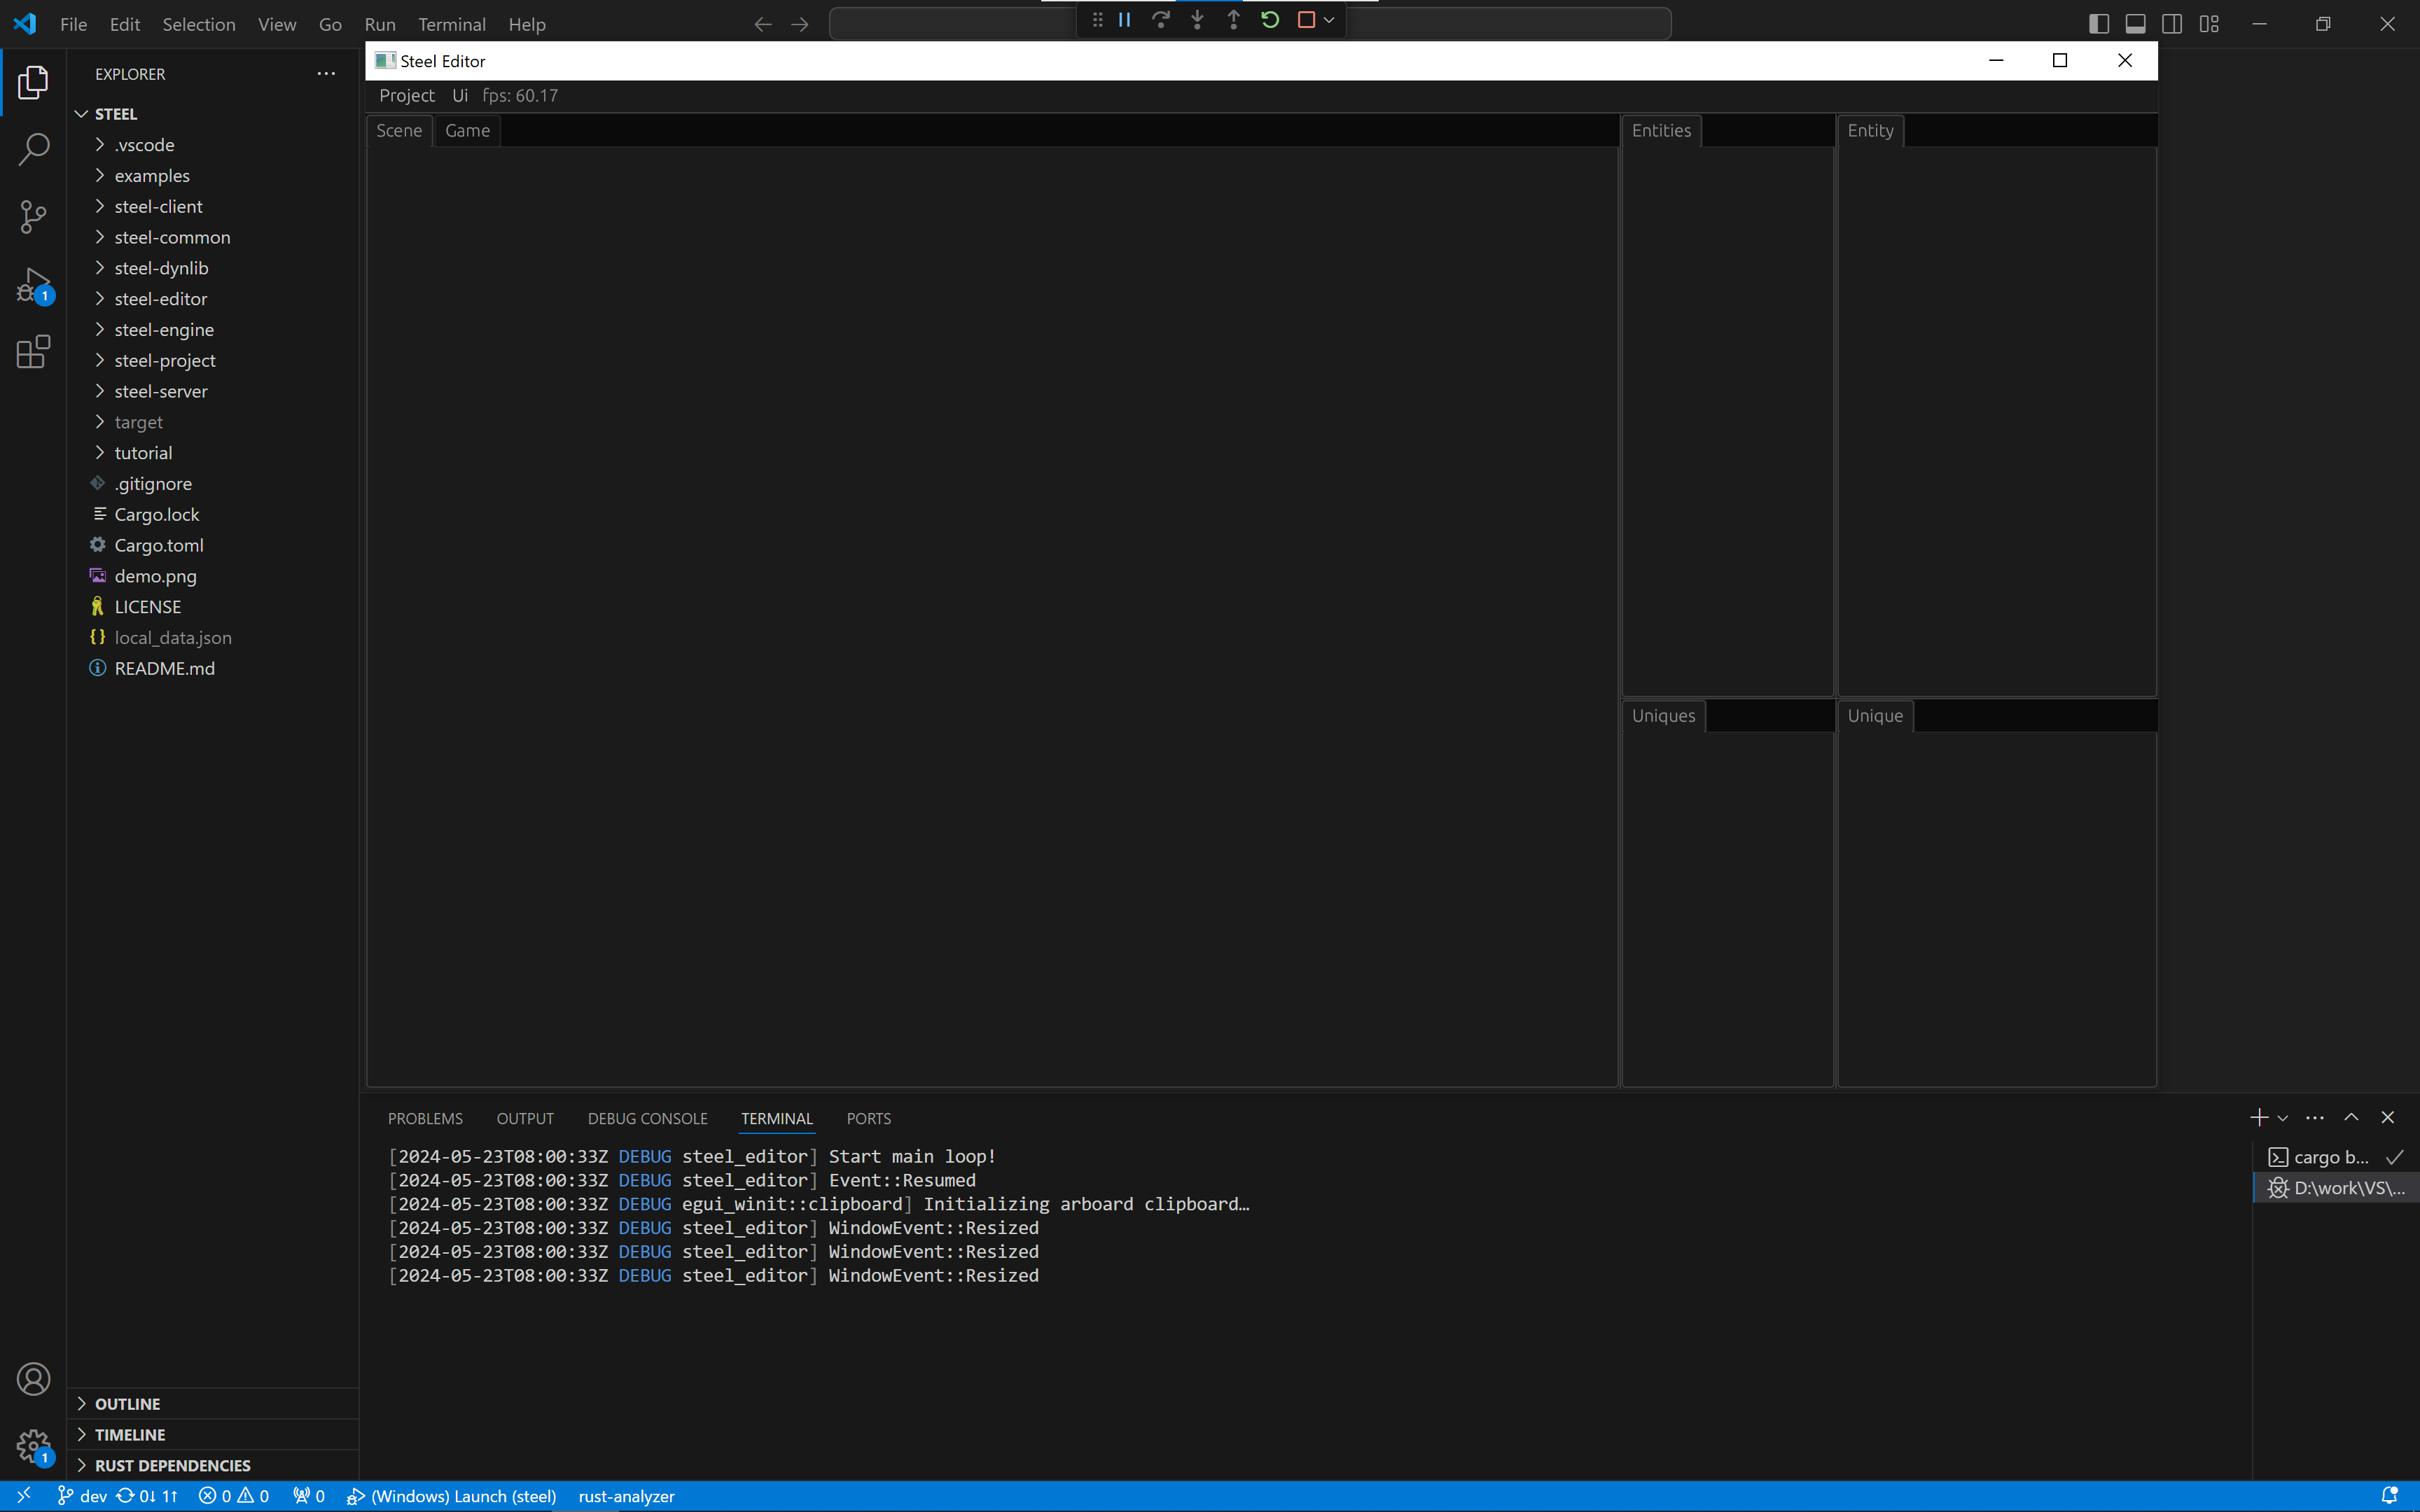 File Edit Selection View Go Run Terminal Help
EXPLORER
STEEL
.vscode
examples
steel-client
steel-common
steel-dynlib
steel-editor
steel-engine
steel-project
steel-server
target
tutorial
.gitignore
Cargo.lock
Cargo.toml
demo.png
LICENSE
local_data.json
README.md
OUTLINE
TIMELINE
RUST DEPENDENCIES
1
1
Steel Editor
Project Ui fps: 60.17
Scene Game Entities Entity
Uniques Unique
PROBLEMS OUTPUT DEBUG CONSOLE TERMINAL PORTS
[2024-05-23T08:00:33Z DEBUG steel_editor] Start main loop!
[2024-05-23T08:00:33Z DEBUG steel_editor] Event::Resumed
[2024-05-23T08:00:33Z DEBUG egui_winit::clipboard] Initializing arboard clipboard…
[2024-05-23T08:00:33Z DEBUG steel_editor] WindowEvent::Resized
[2024-05-23T08:00:33Z DEBUG steel_editor] WindowEvent::Resized
[2024-05-23T08:00:33Z DEBUG steel_editor] WindowEvent::Resized
cargo b...
D:\work\VS\...
dev 0↓ 1↑ 0 0 0 (Windows) Launch (steel) rust-analyzer